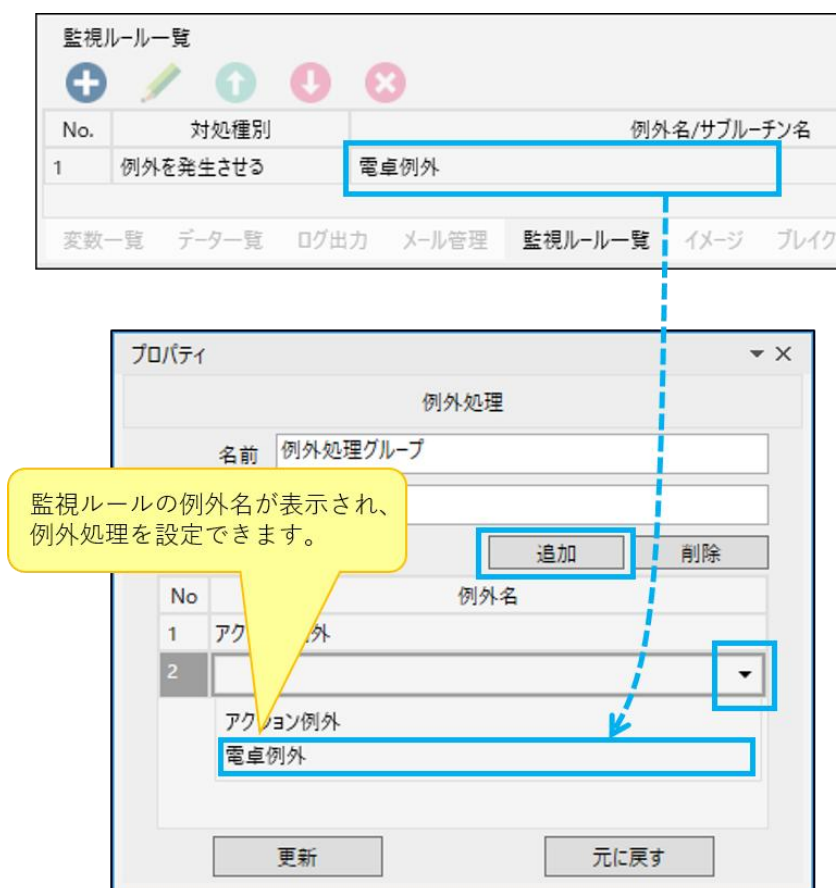 監視ルール一覧
No. 対処種別 例外名/サブルーチン名
1 例外を発生させる 電卓例外
変数一覧 データ一覧 ログ出力 メール管理 監視ルール一覧 イメージ ブレイク
プロパティ
例外処理
名前 例外処理グループ
監視ルールの例外名が表示され、
例外処理を設定できます。
追加 削除
No 例外名
1 アク 外
2
アクション例外
電卓例外
更新 元に戻す